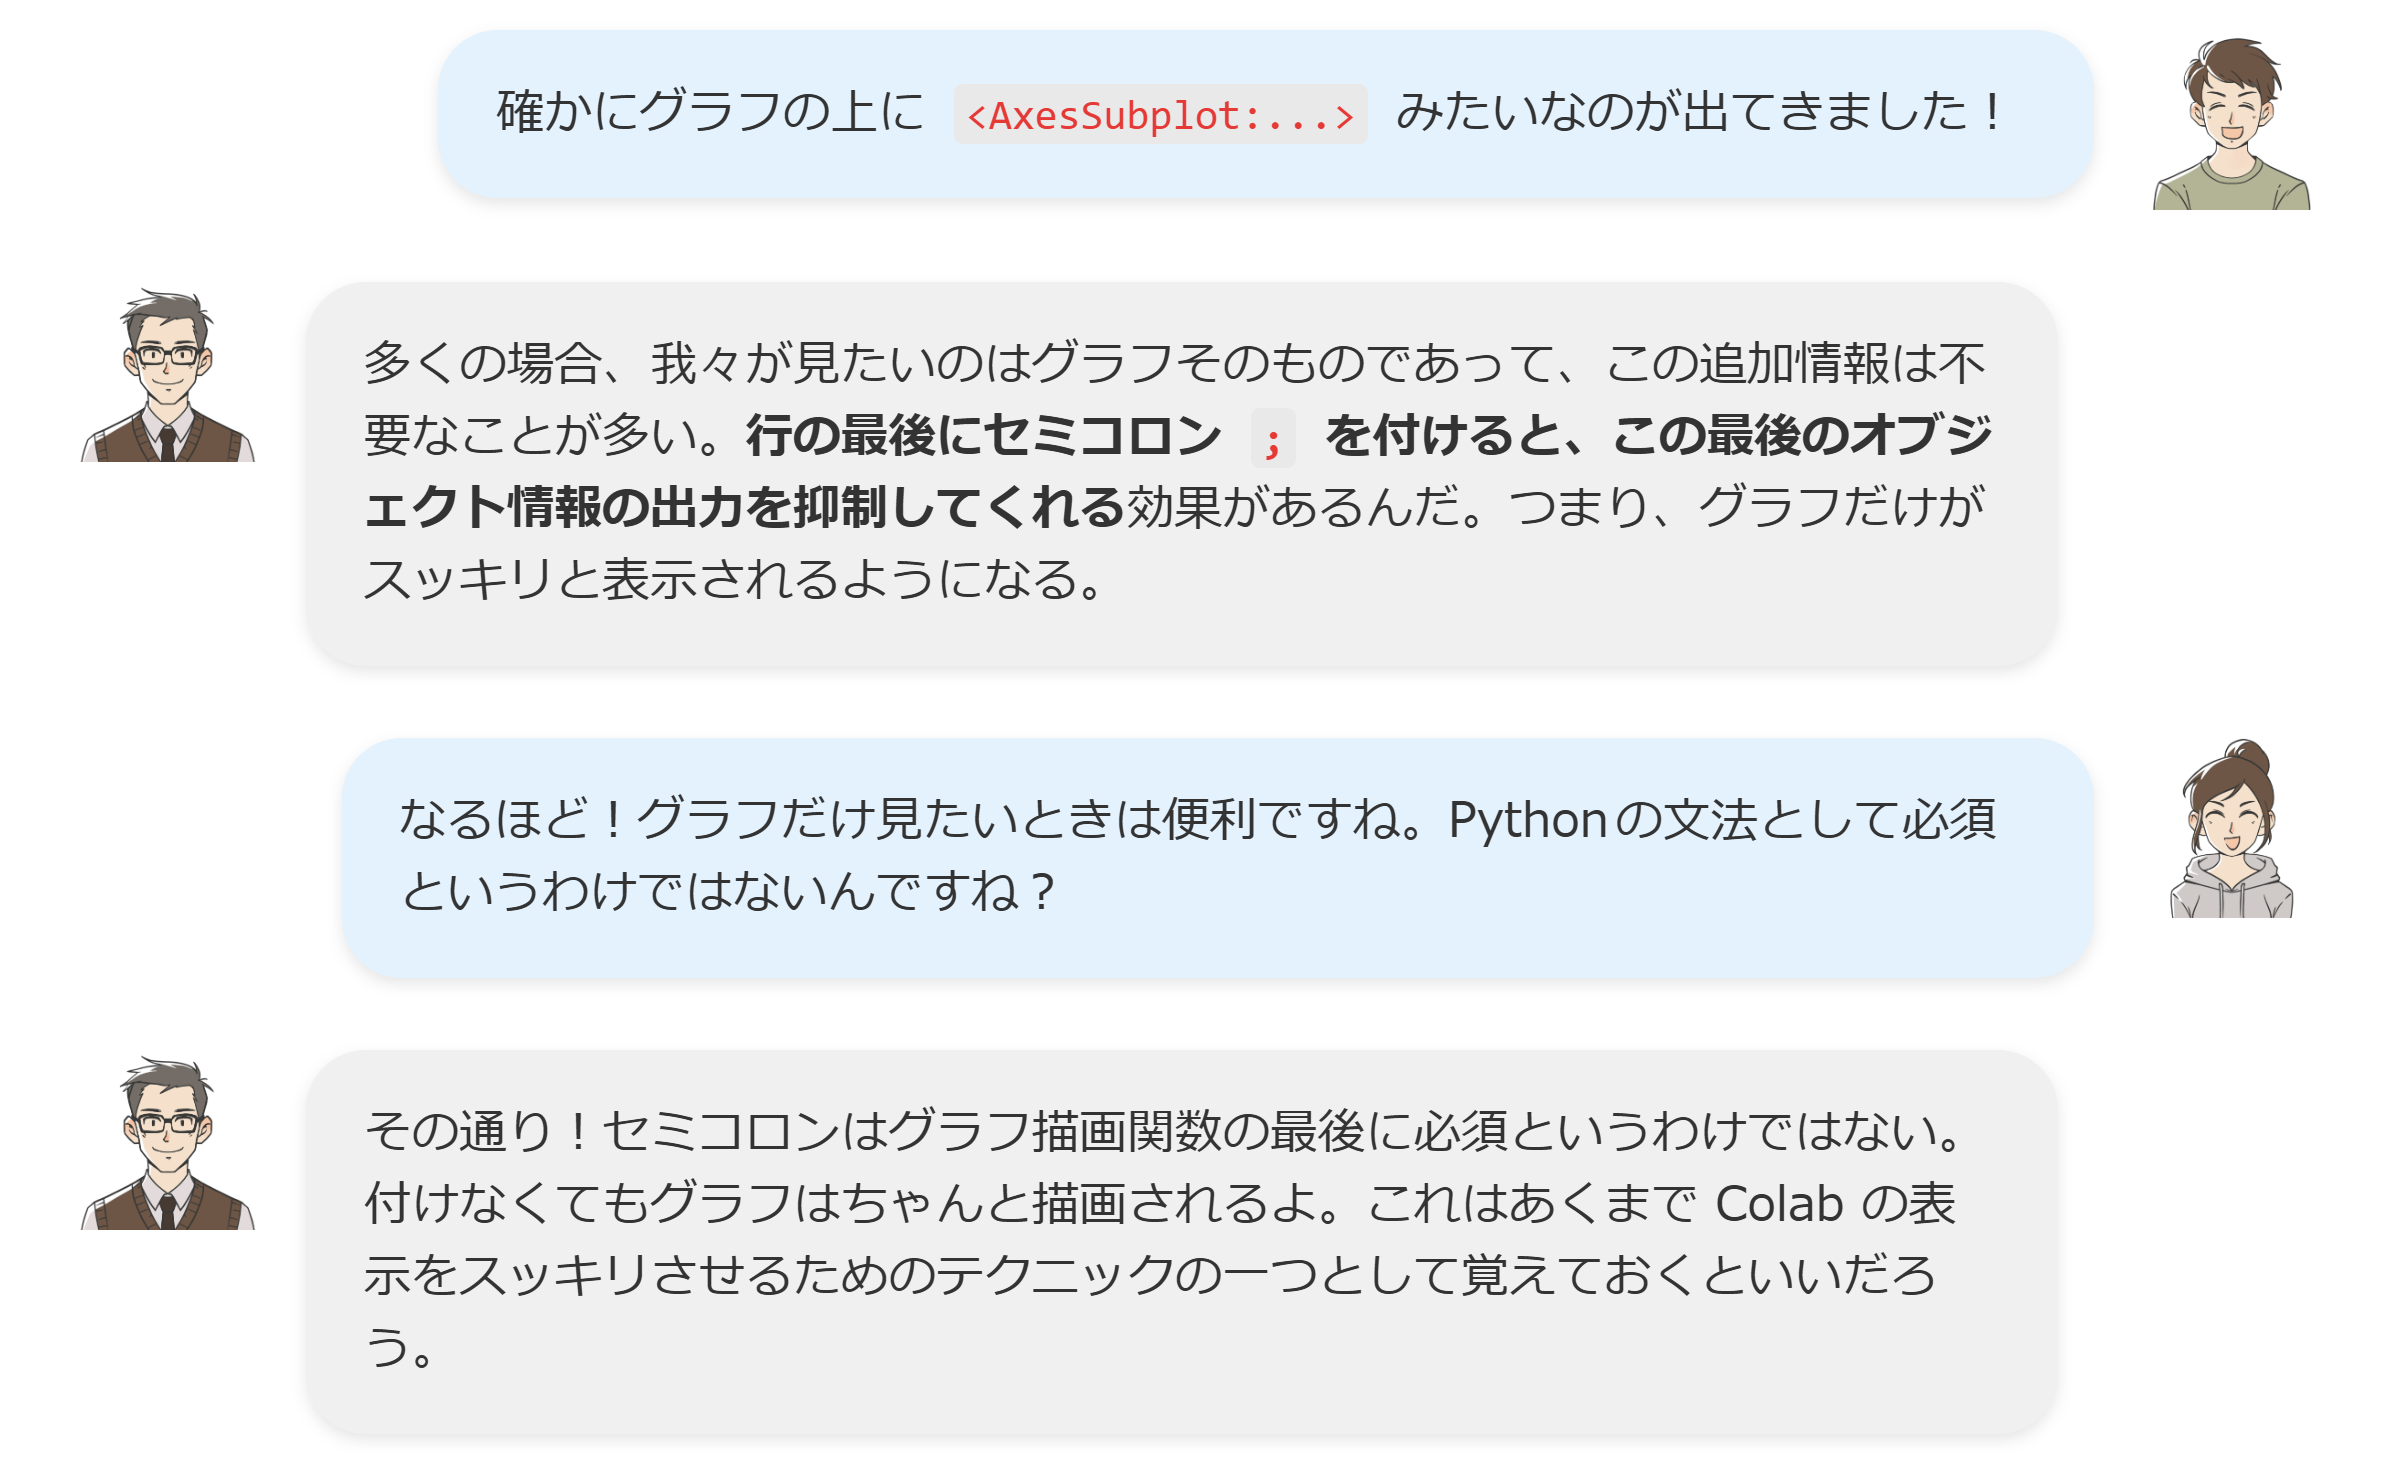 確かにグラフの上に <AxesSubplot:...> みたいなのが出てきました！
多くの場合、我々が見たいのはグラフそのものであって、この追加情報は不
要なことが多い。行の最後にセミコロン ; を付けると、この最後のオブジ
ェクト情報の出力を抑制してくれる効果があるんだ。つまり、グラフだけが
スッキリと表示されるようになる。
なるほど！グラフだけ見たいときは便利ですね。Pythonの文法として必須
というわけではないんですね？
その通り！セミコロンはグラフ描画関数の最後に必須というわけではない。
付けなくてもグラフはちゃんと描画されるよ。これはあくまで Colab の表
示をスッキリさせるためのテクニックの一つとして覚えておくといいだろ
う。